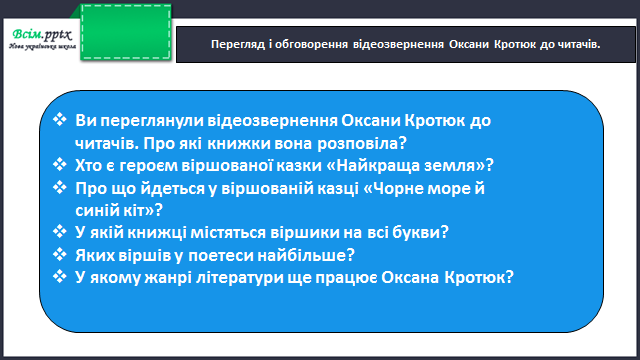 Всім.pptx
Нова українська школа
Перегляд і обговорення відеозвернення Оксани Кротюк до читачів.
❖ Ви переглянули відеозвернення Оксани Кротюк до
читачів. Про які книжки вона розповіла?
❖ Хто є героєм віршованої казки «Найкраща земля»?
❖ Про що йдеться у віршованій казці «Чорне море й
синій кіт»?
❖ У якій книжці містяться віршики на всі букви?
❖ Яких віршів у поетеси найбільше?
❖ У якому жанрі літератури ще працює Оксана Кротюк?